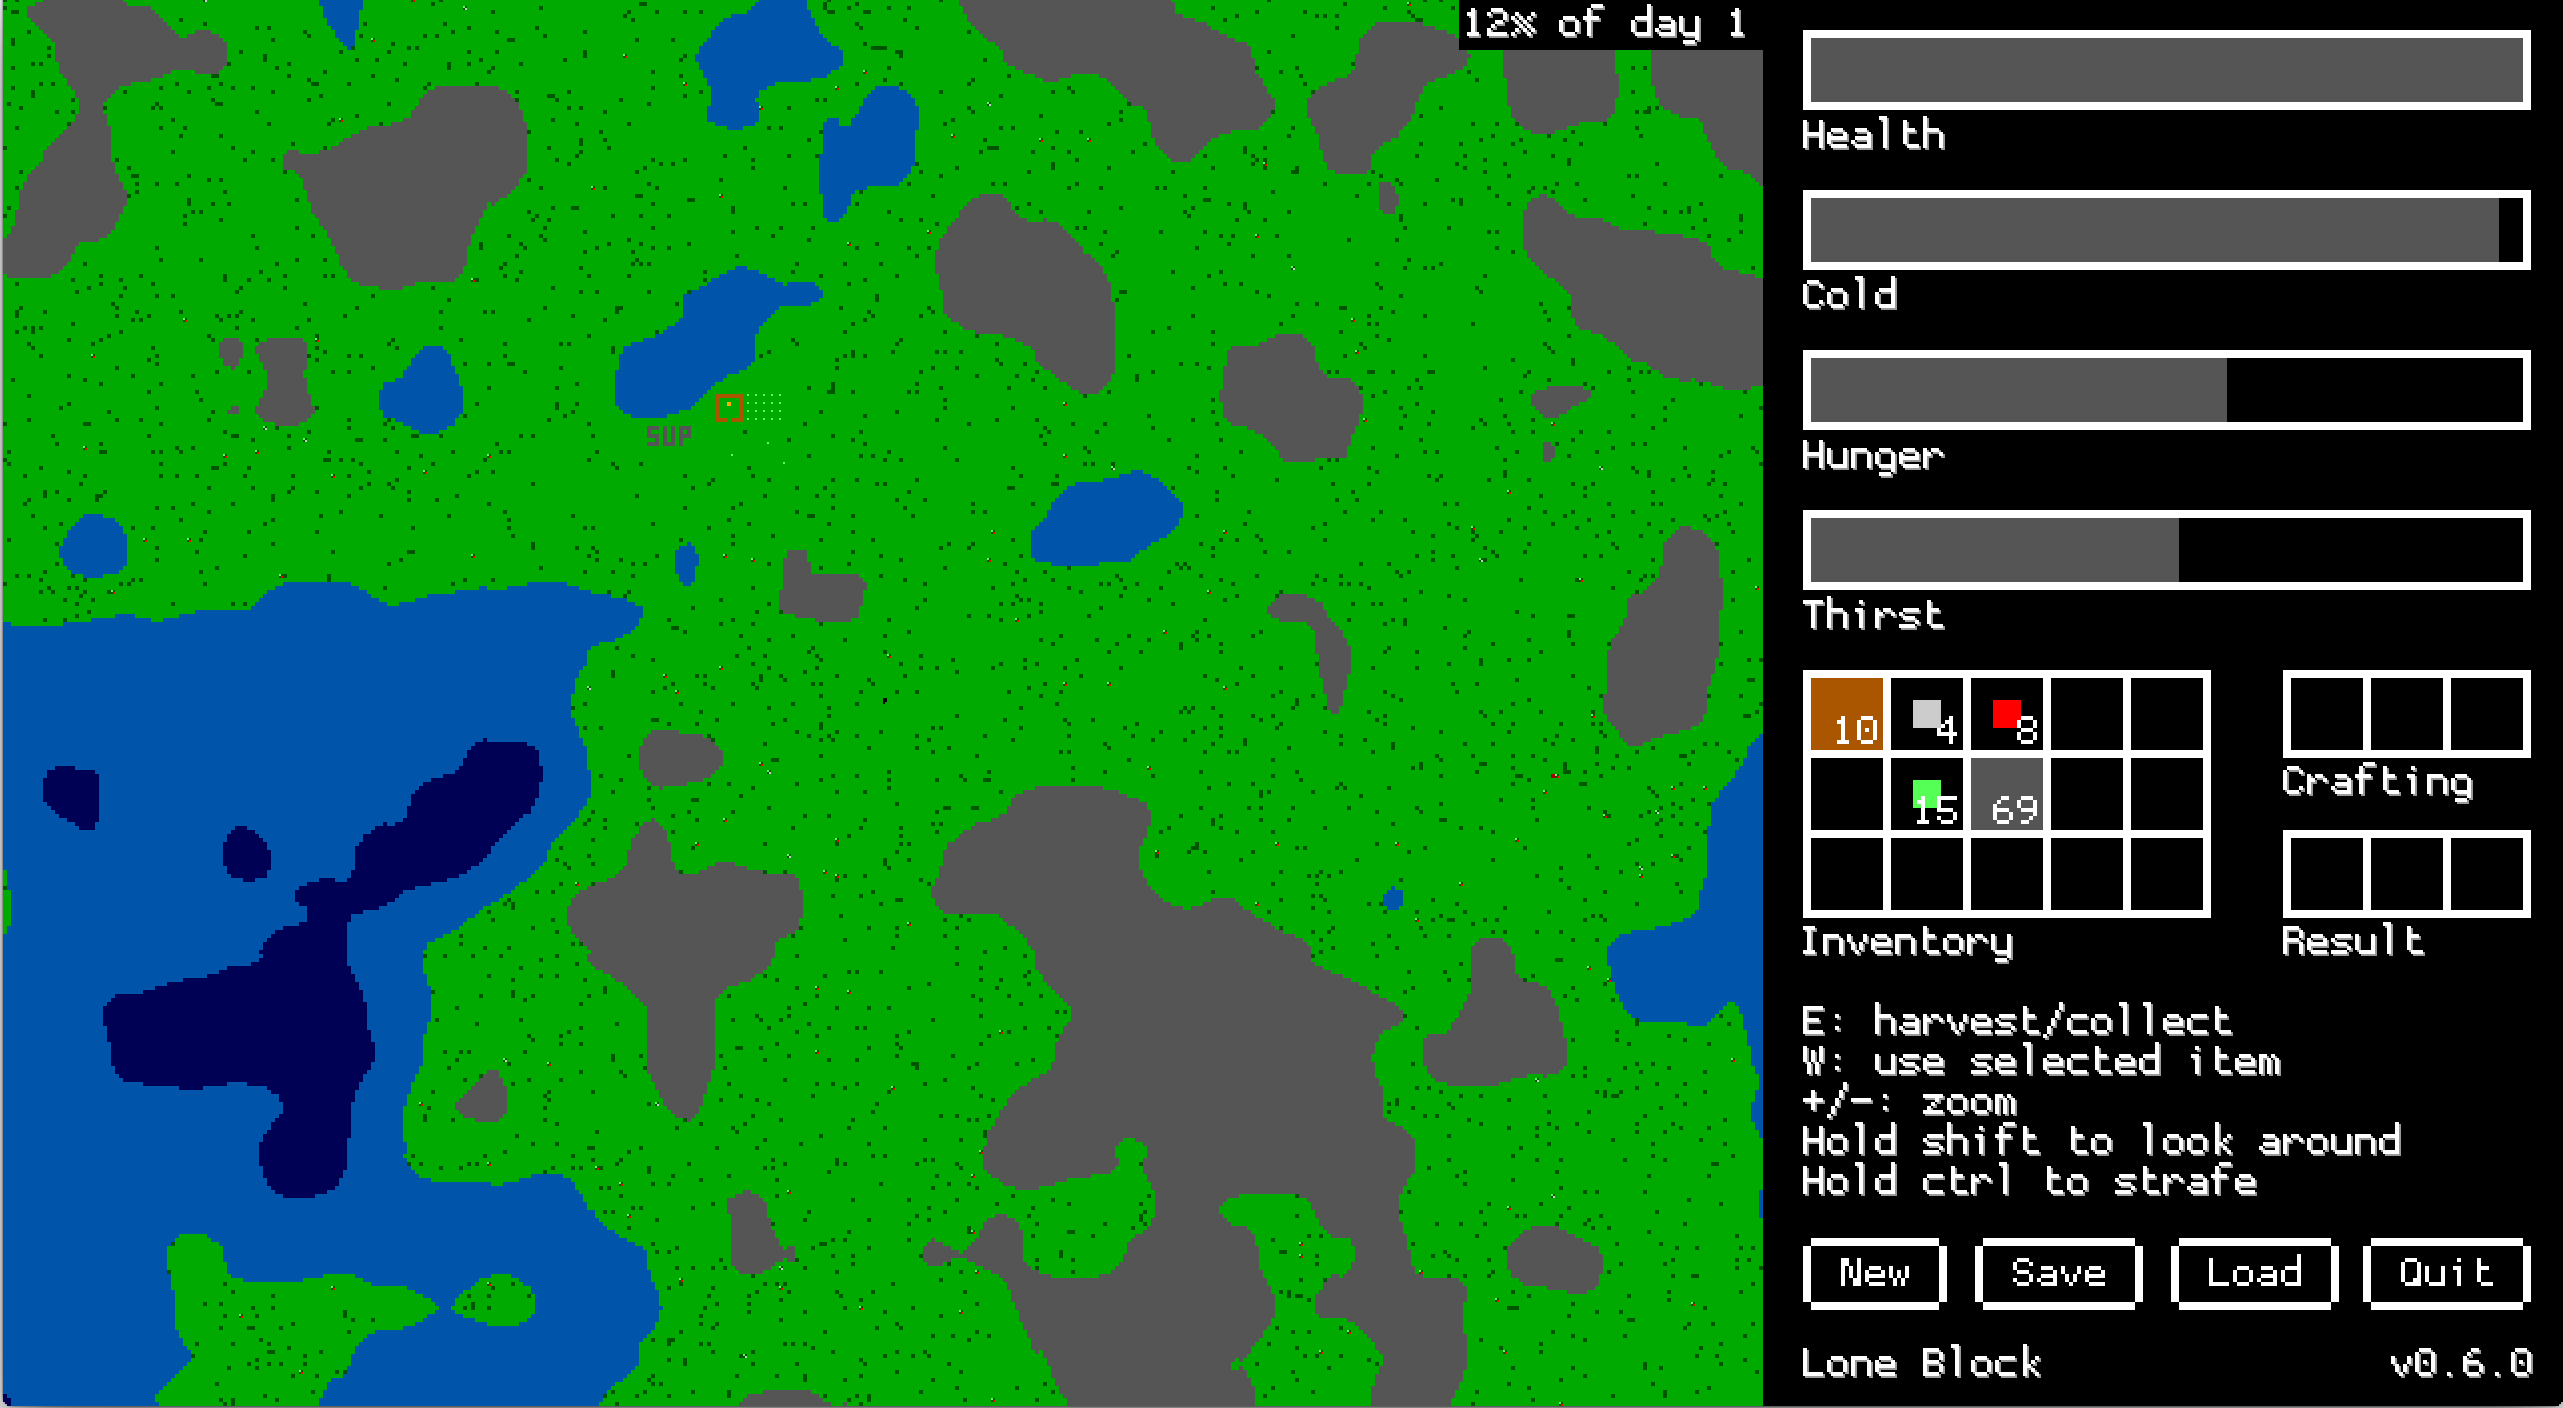 12% of day 1
Health
Cold
SUP
Hunger
Thirst
10 4 8
15 69
Crafting
Inventory
Result
E: harvest/collect
W: use selected item
+/-: zoom
Hold shift to look around
Hold ctrl to strafe
New Save Load Quit
Lone Block v0.6.0